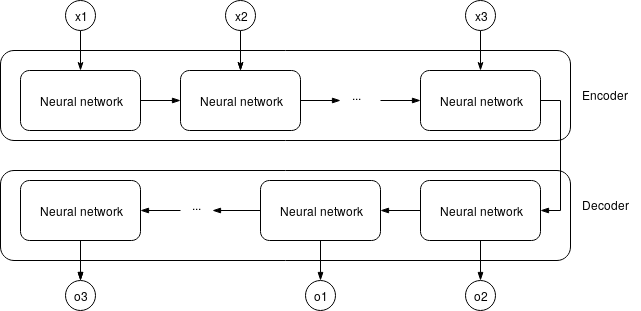 x1
x2
x3
Neural network
Neural network
...
Neural network
Encoder
Neural network
...
Neural network
Neural network
Decoder
o3
o1
o2